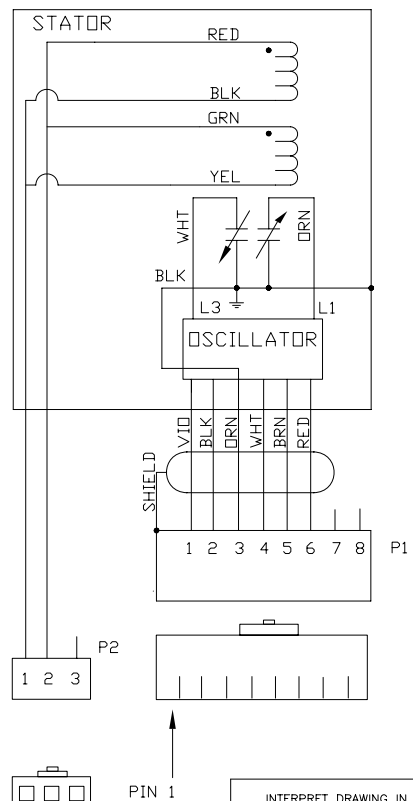 STATOR
RED
BLK
GRN
YEL
WHT
ORN
BLK
L3
L1
OSCILLATOR
VIO
BLK
ORN
WHT
BRN
RED
SHIELD
1 2 3 4 5 6 7 8
P1
P2
1 2 3
PIN 1
INTERPRET DRAWING IN